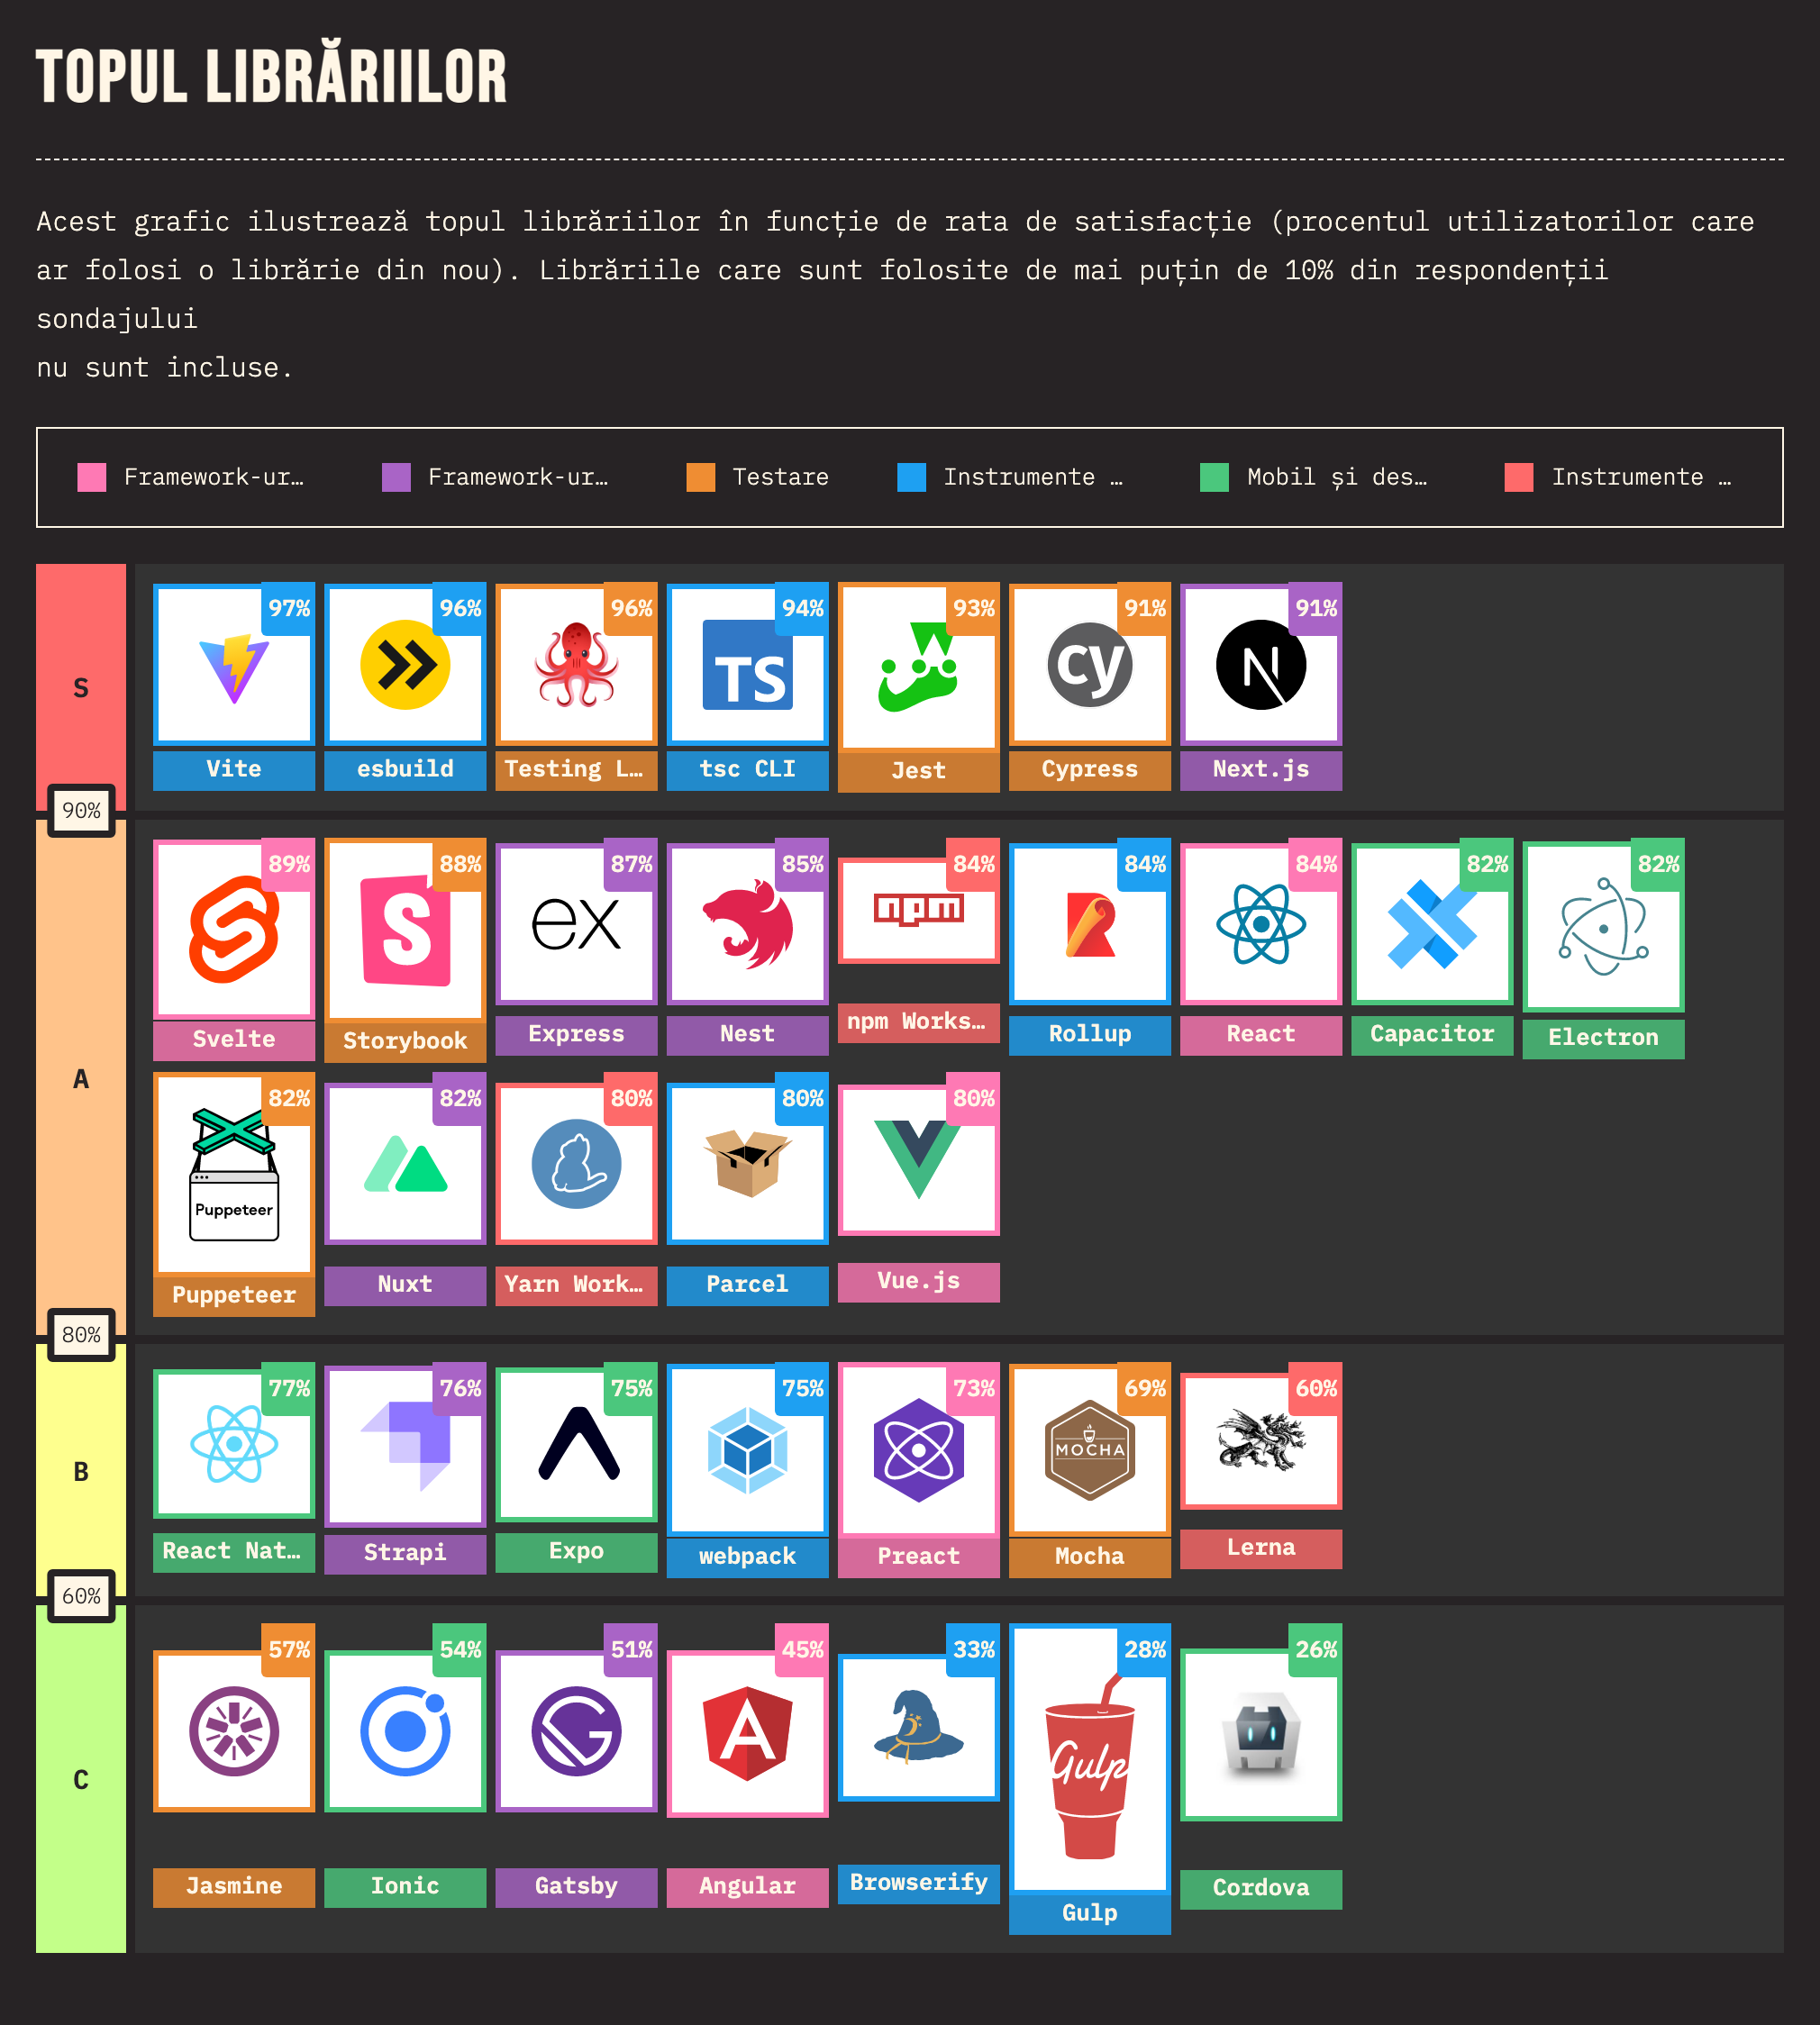 TOPUL LIBRĂRIILOR
Acest grafic ilustrează topul librăriilor în funcție de rata de satisfacție (procentul utilizatorilor care
ar folosi o librărie din nou). Librăriile care sunt folosite de mai puțin de 10% din respondenții
sondajului
nu sunt incluse.
Framework-ur… Framework-ur… Testare Instrumente … Mobil și des… Instrumente …
S
97% 96% 96% 94% 93% 91% 91%
TS cy N
Vite esbuild Testing L… tsc CLI Jest Cypress Next.js
90%
A
89% 88% 87% 85% 84% 84% 84% 82% 82%
S ex npm
Svelte Storybook Express Nest npm Works… Rollup React Capacitor Electron
82% 82% 80% 80% 80%
Puppeteer
Puppeteer Nuxt Yarn Work… Parcel Vue.js
80%
B
77% 76% 75% 75% 73% 69% 60%
MOCHA
React Nat… Strapi Expo webpack Preact Mocha Lerna
60%
C
57% 54% 51% 45% 33% 28% 26%
G A Gulp
Jasmine Ionic Gatsby Angular Browserify Gulp Cordova